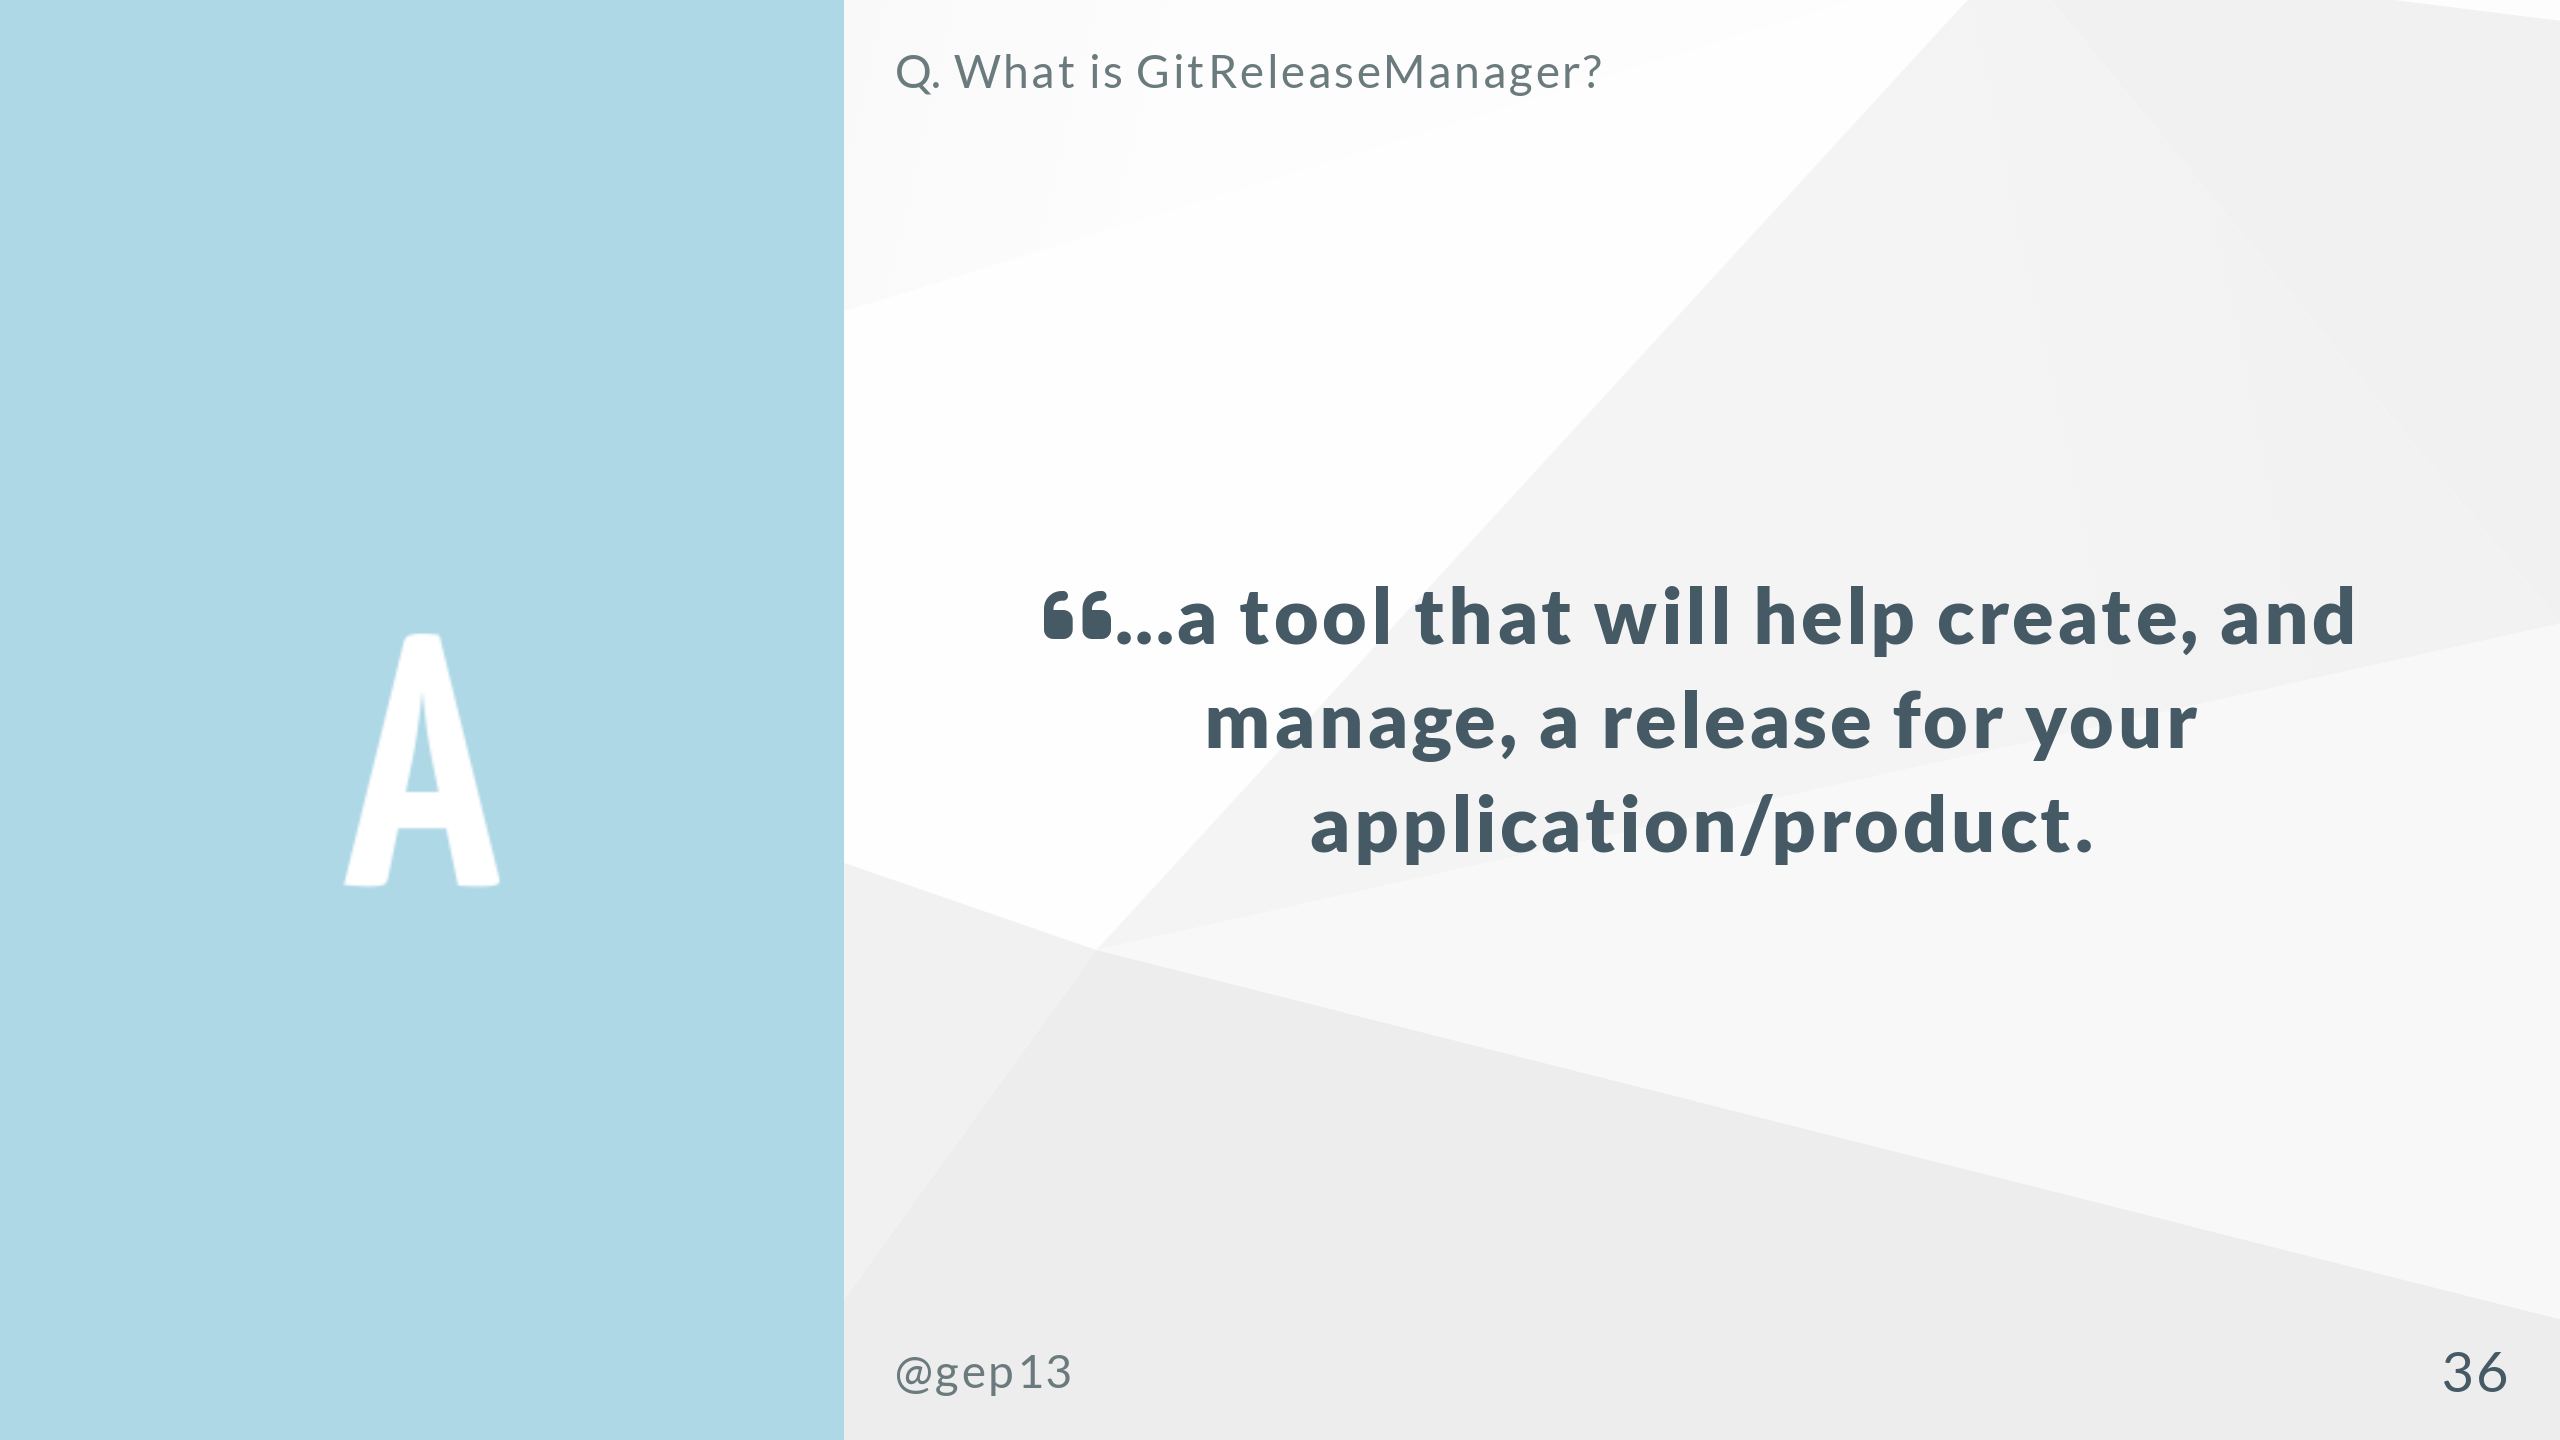 Q. What is GitReleaseManager?
A
“...a tool that will help create, and
manage, a release for your
application/product.
@gep13
36